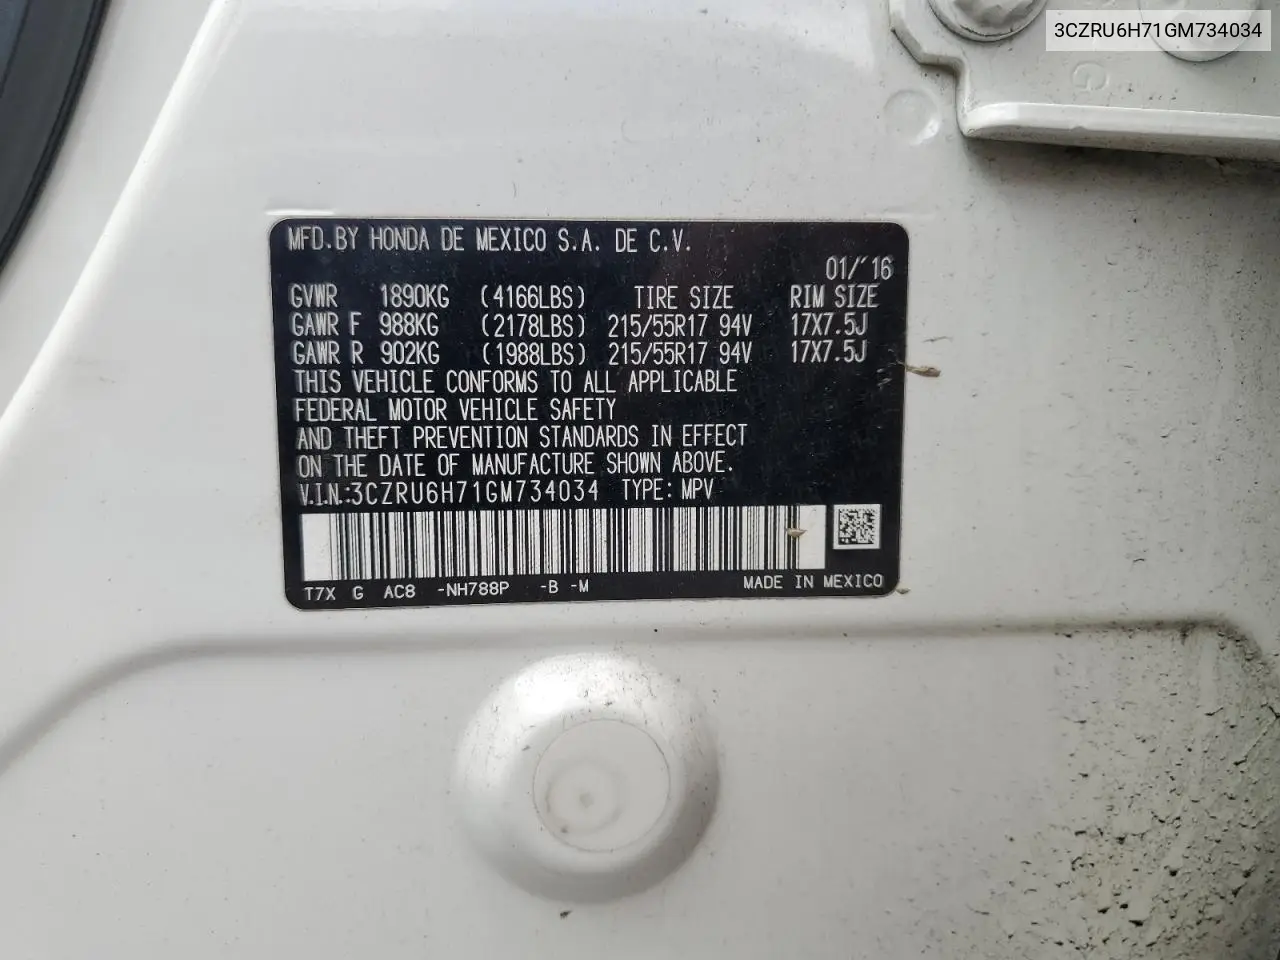 3CZRU6H71GM734034
MFD.BY HONDA DE MEXICO S.A. DE C.V.
01/'16
GVWR 1890KG (4166LBS) TIRE SIZE RIM SIZE
GAWR F 988KG (2178LBS) 215/55R17 94V 17X7.5J
GAWR R 902KG (1988LBS) 215/55R17 94V 17X7.5J
THIS VEHICLE CONFORMS TO ALL APPLICABLE
FEDERAL MOTOR VEHICLE SAFETY
AND THEFT PREVENTION STANDARDS IN EFFECT
ON THE DATE OF MANUFACTURE SHOWN ABOVE.
V.I.N.:3CZRU6H71GM734034 TYPE: MPV
T7X G AC8 -NH788P -B -M MADE IN MEXICO
G